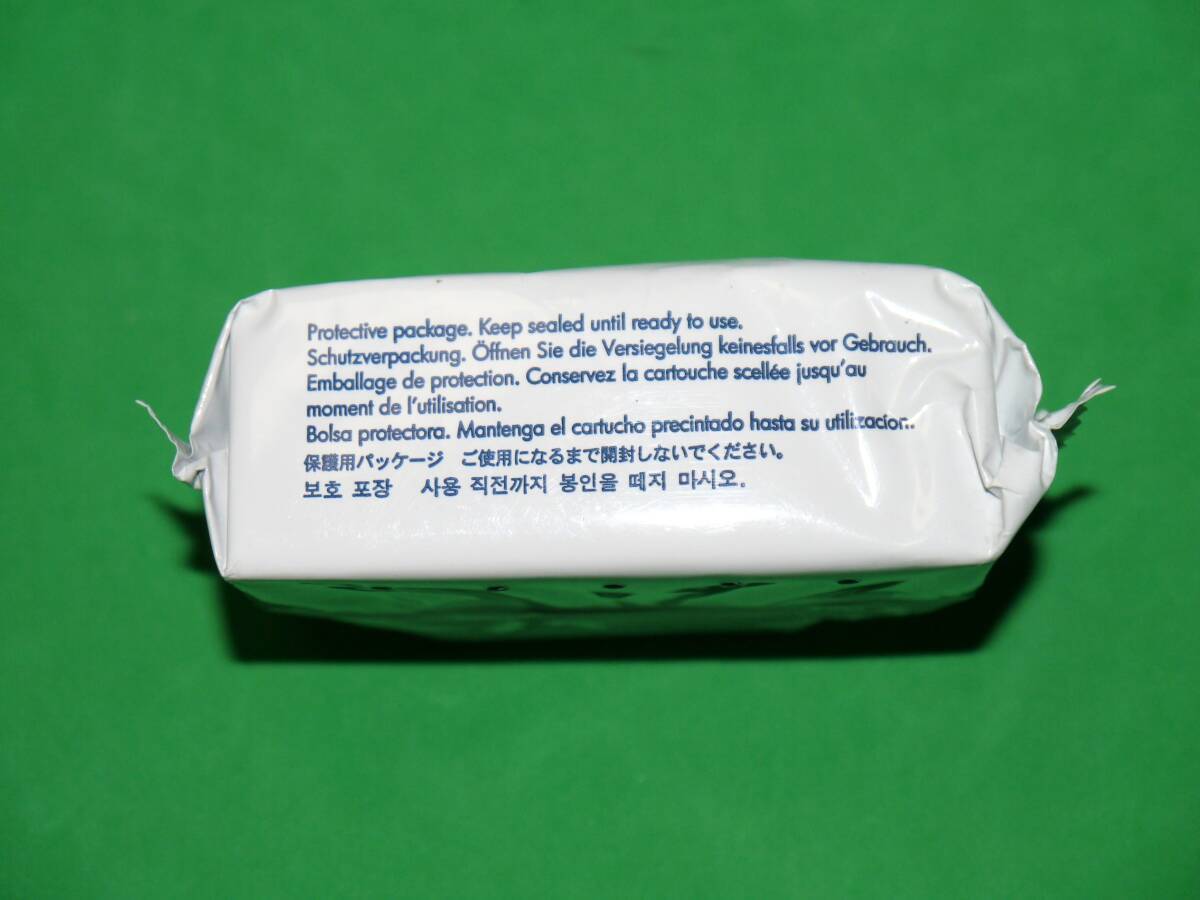 Protective package. Keep sealed until ready to use.
Schutzverpackung. Öffnen Sie die Versiegelung keinesfalls vor Gebrauch.
Emballage de protection. Conservez la cartouche scellée jusqu'au
moment de l'utilisation.
Bolsa protectora. Mantenga el cartucho precintado hasta su utilizacion.
保護用パッケージ ご使用になるまで開封しないでください。
보호 포장 사용 직전까지 봉인을 떼지 마시오.